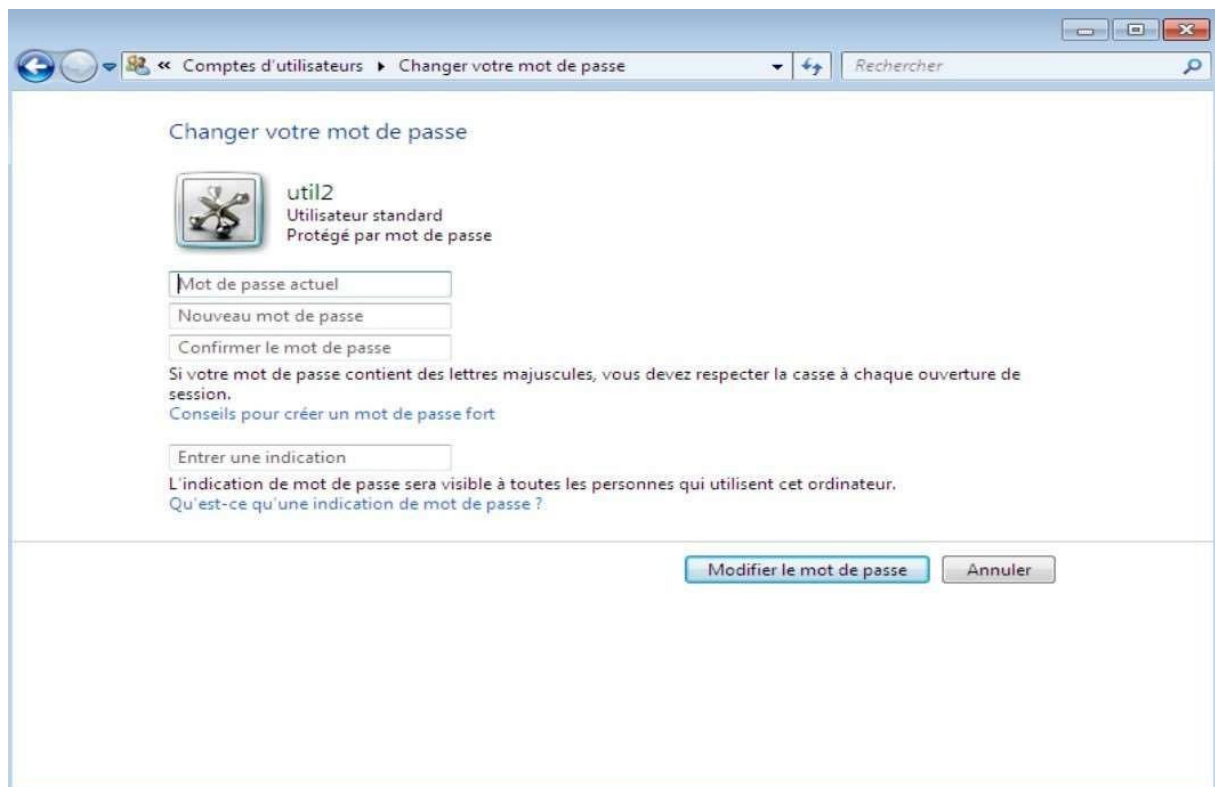 « Comptes d'utilisateurs ▸ Changer votre mot de passe
Rechercher
Changer votre mot de passe
util2
Utilisateur standard
Protégé par mot de passe
Mot de passe actuel
Nouveau mot de passe
Confirmer le mot de passe
Si votre mot de passe contient des lettres majuscules, vous devez respecter la casse à chaque ouverture de
session.
Conseils pour créer un mot de passe fort
Entrer une indication
L'indication de mot de passe sera visible à toutes les personnes qui utilisent cet ordinateur.
Qu'est-ce qu'une indication de mot de passe ?
Modifier le mot de passe
Annuler